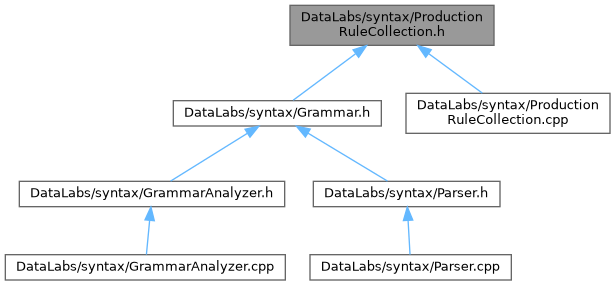 DataLabs/syntax/Production
RuleCollection.h
DataLabs/syntax/Grammar.h
DataLabs/syntax/Production
RuleCollection.cpp
DataLabs/syntax/GrammarAnalyzer.h
DataLabs/syntax/Parser.h
DataLabs/syntax/GrammarAnalyzer.cpp
DataLabs/syntax/Parser.cpp